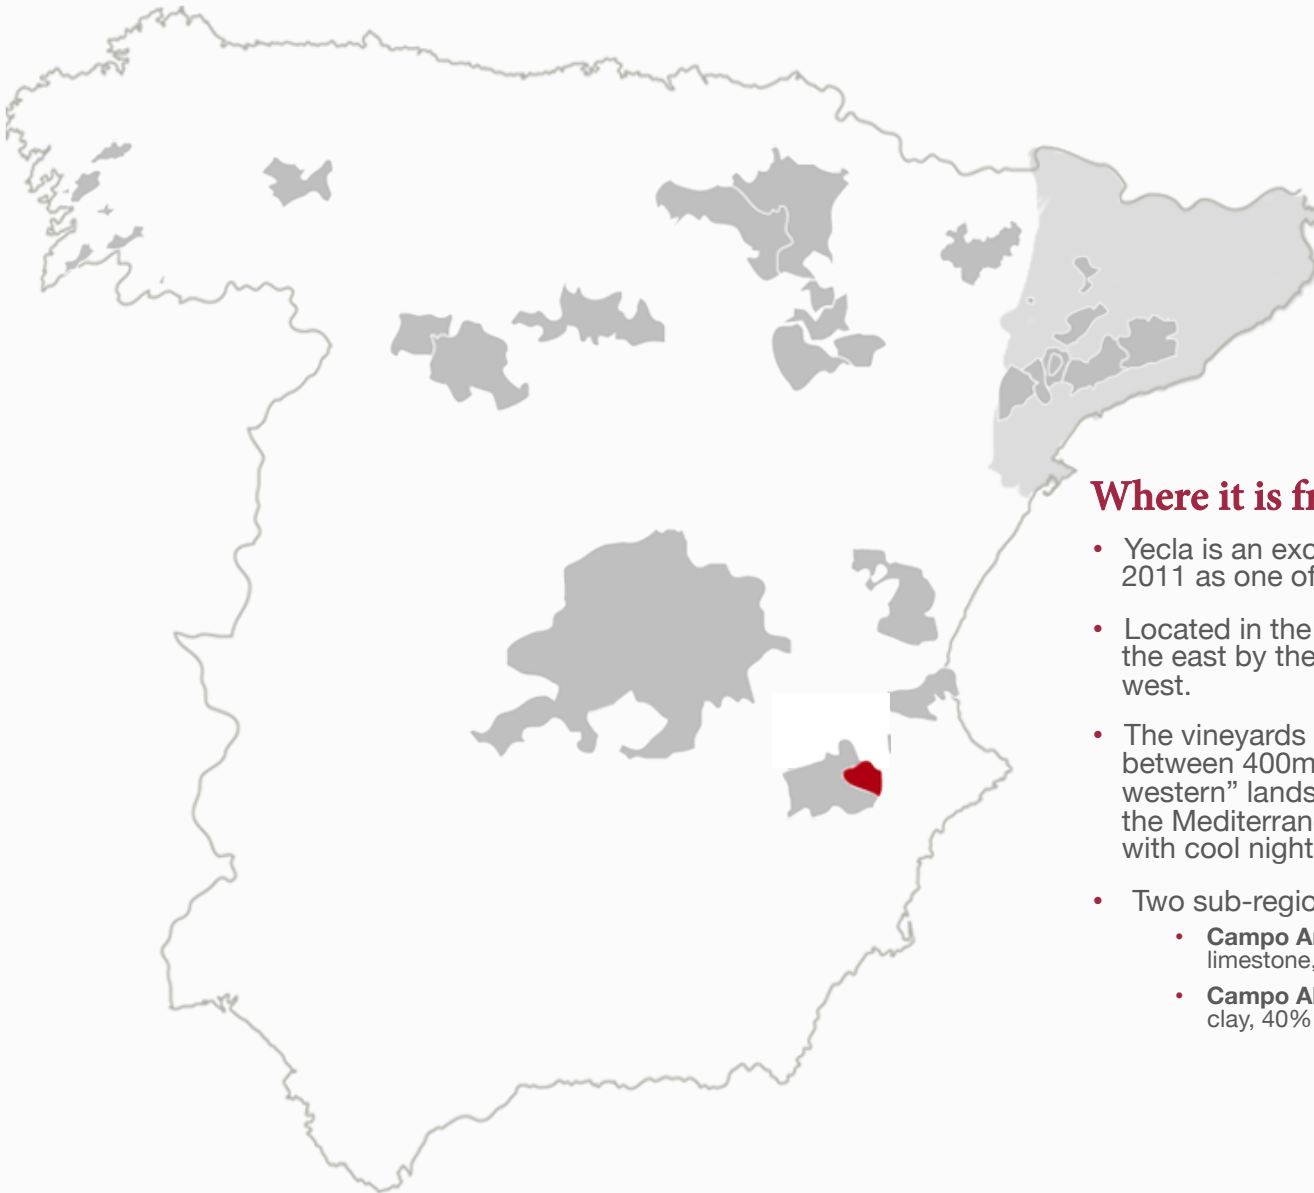 Where it is fr
• Yecla is an exc
2011 as one of
• Located in the
the east by the
west.
• The vineyards
between 400m
western” lands
the Mediterran
with cool night
• Two sub-regio
• Campo A
limestone,
• Campo Al
clay, 40%